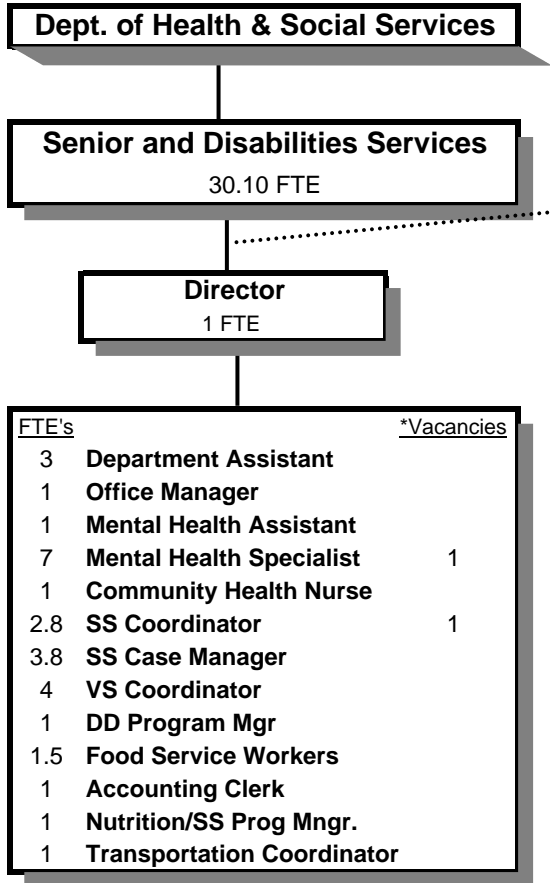 Dept. of Health & Social Services
Senior and Disabilities Services
30.10 FTE
Director
1 FTE
FTE's *Vacancies
3 Department Assistant
1 Office Manager
1 Mental Health Assistant
7 Mental Health Specialist 1
1 Community Health Nurse
2.8 SS Coordinator 1
3.8 SS Case Manager
4 VS Coordinator
1 DD Program Mgr
1.5 Food Service Workers
1 Accounting Clerk
1 Nutrition/SS Prog Mngr.
1 Transportation Coordinator